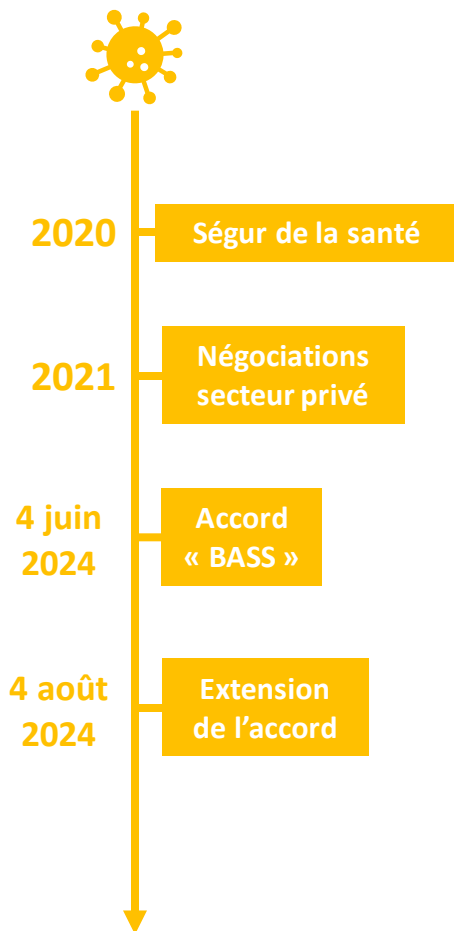 2020
Ségur de la santé
2021
Négociations
secteur privé
4 juin
2024
Accord
« BASS »
4 août
2024
Extension
de l’accord